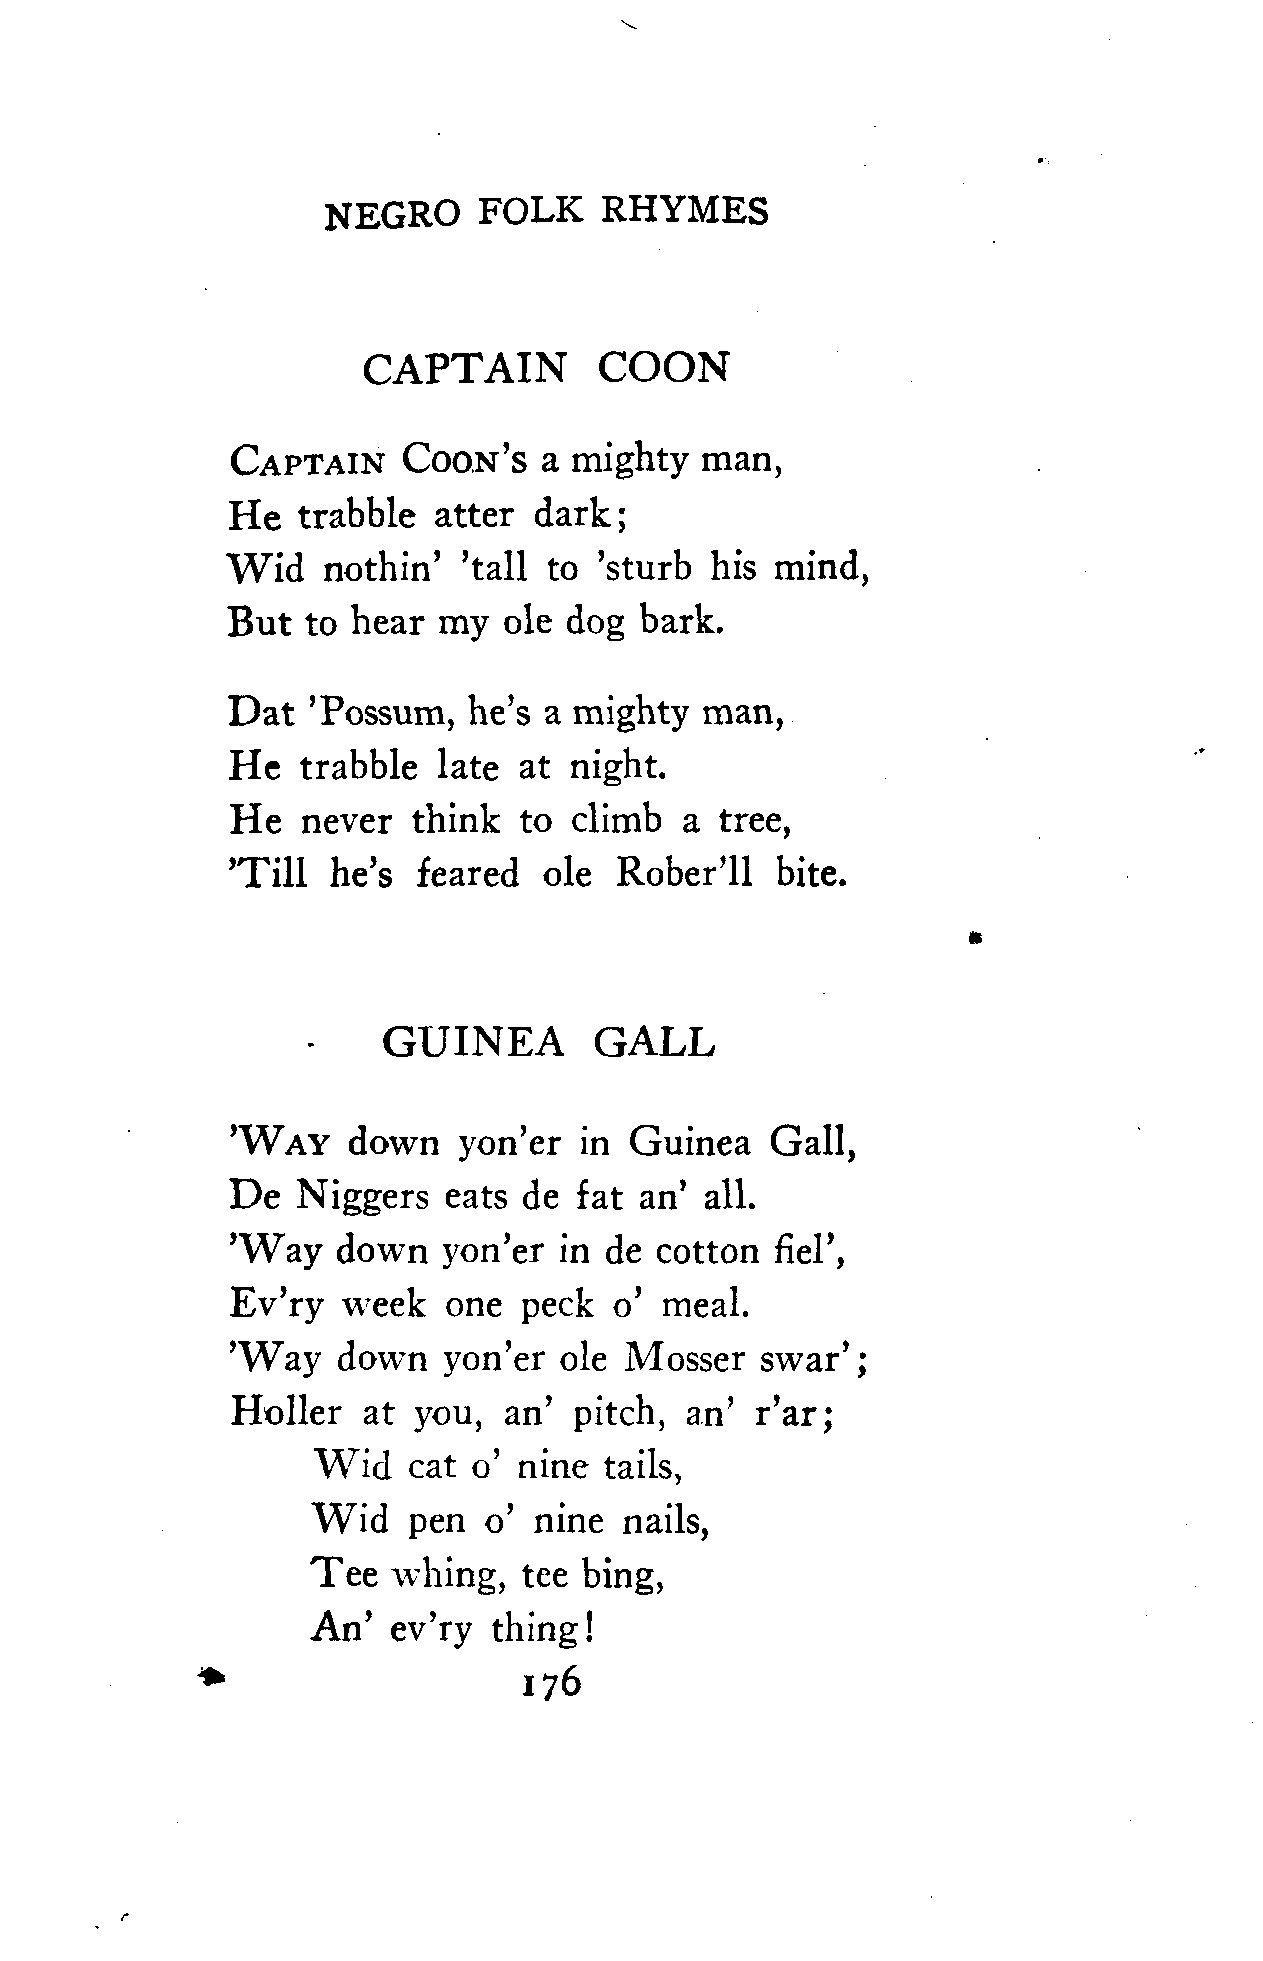 NEGRO FOLK RHYMES
CAPTAIN COON
CAPTAIN COON'S a mighty man,
He trabble atter dark;
Wid nothin' 'tall to 'sturb his mind,
But to hear my ole dog bark.
Dat 'Possum, he's a mighty man,
He trabble late at night.
He never think to climb a tree,
'Till he's feared ole Rober'll bite.
GUINEA GALL
'WAY down yon'er in Guinea Gall,
De Niggers eats de fat an' all.
'Way down yon'er in de cotton fiel',
Ev'ry week one peck o' meal.
'Way down yon'er ole Mosser swar';
Holler at you, an' pitch, an' r'ar;
Wid cat o' nine tails,
Wid pen o' nine nails,
Tee whing, tee bing,
An' ev'ry thing!
176